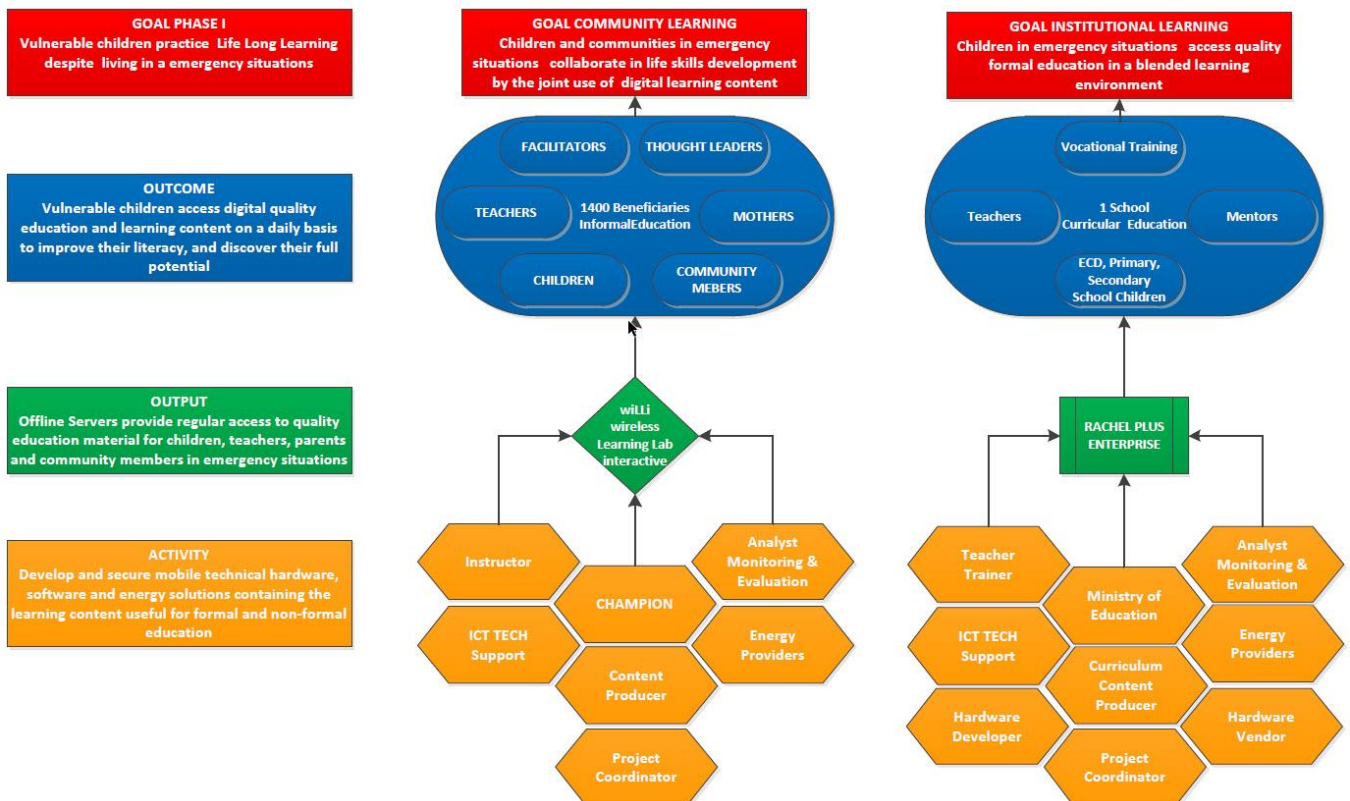 GOAL PHASE I
Vulnerable children practice Life Long Learning
despite living in a emergency situations
GOAL COMMUNITY LEARNING
Children and communities in emergency
situations collaborate in life skills development
by the joint use of digital learning content
GOAL INSTITUTIONAL LEARNING
Children in emergency situations access quality
formal education in a blended learning
environment
OUTCOME
Vulnerable children access digital quality
education and learning content on a daily basis
to improve their literacy, and discover their full
potential
FACILITATORS
THOUGHT LEADERS
TEACHERS
1400 Beneficiaries
InformalEducation
MOTHERS
CHILDREN
COMMUNITY
MEBERS
Vocational Training
Teachers
1 School
Curricular Education
Mentors
ECD, Primary,
Secondary
School Children
OUTPUT
Offline Servers provide regular access to quality
education material for children, teachers, parents
and community members in emergency situations
wiLLi
wireless
Learning Lab
interactive
RACHEL PLUS
ENTERPRISE
ACTIVITY
Develop and secure mobile technical hardware,
software and energy solutions containing the
learning content useful for formal and non-formal
education
Instructor
Analyst
Monitoring &
Evaluation
CHAMPION
ICT TECH
Support
Energy
Providers
Content
Producer
Project
Coordinator
Teacher
Trainer
Analyst
Monitoring &
Evaluation
Ministry of
Education
ICT TECH
Support
Energy
Providers
Curriculum
Content
Producer
Hardware
Developer
Hardware
Vendor
Project
Coordinator